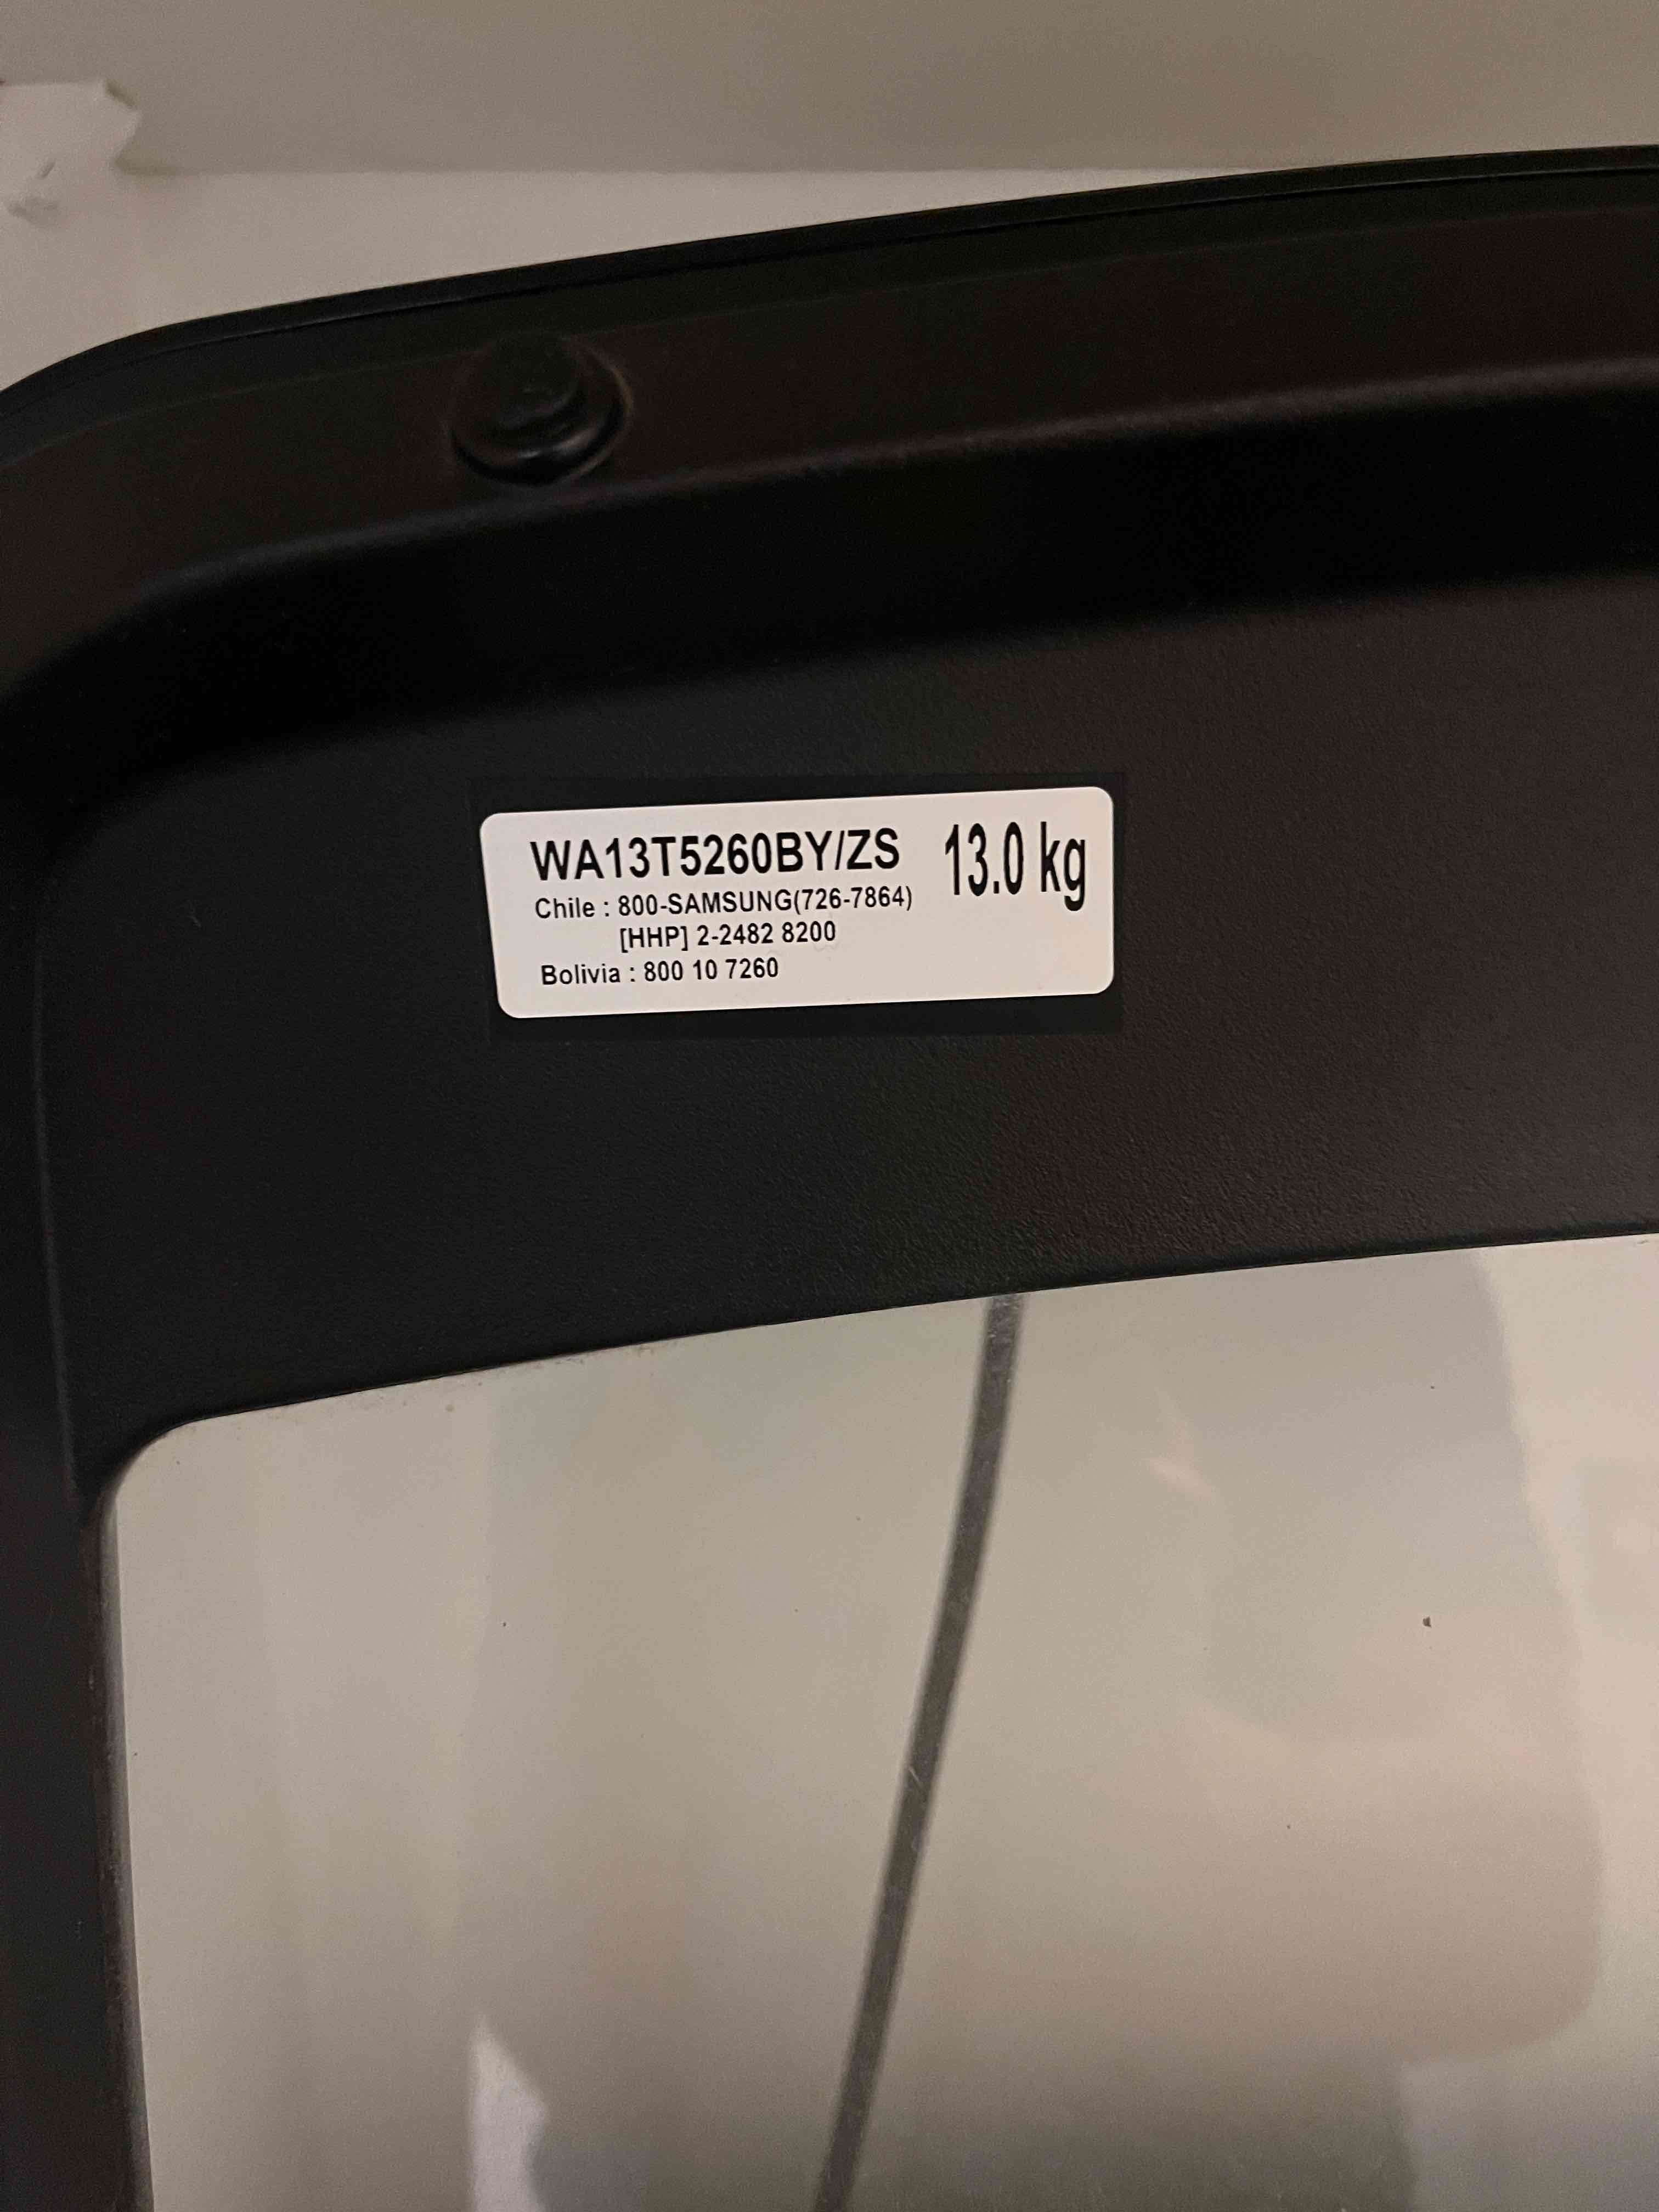 WA13T5260BY/ZS 13.0 kg
Chile : 800-SAMSUNG(726-7864)
[HHP] 2-2482 8200
Bolivia : 800 10 7260